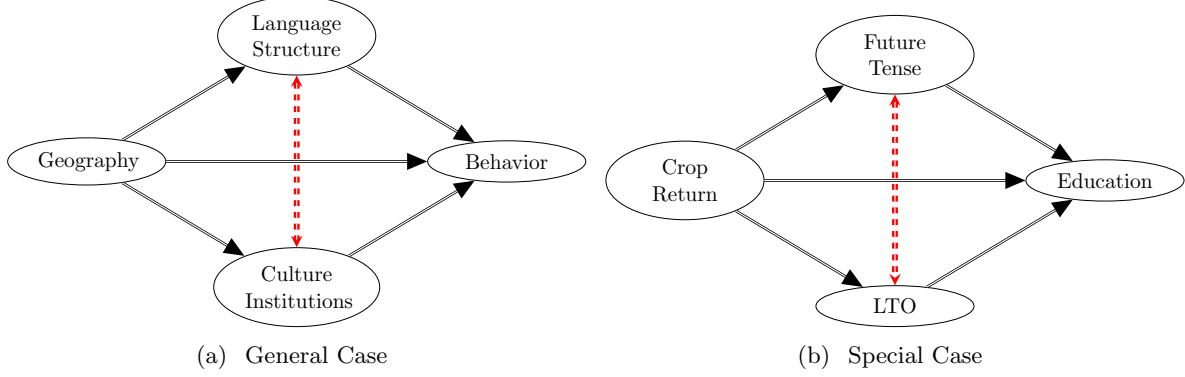 Language
Structure
Geography
Behavior
Culture
Institutions
(a) General Case
Future
Tense
Crop
Return
Education
LTO
(b) Special Case